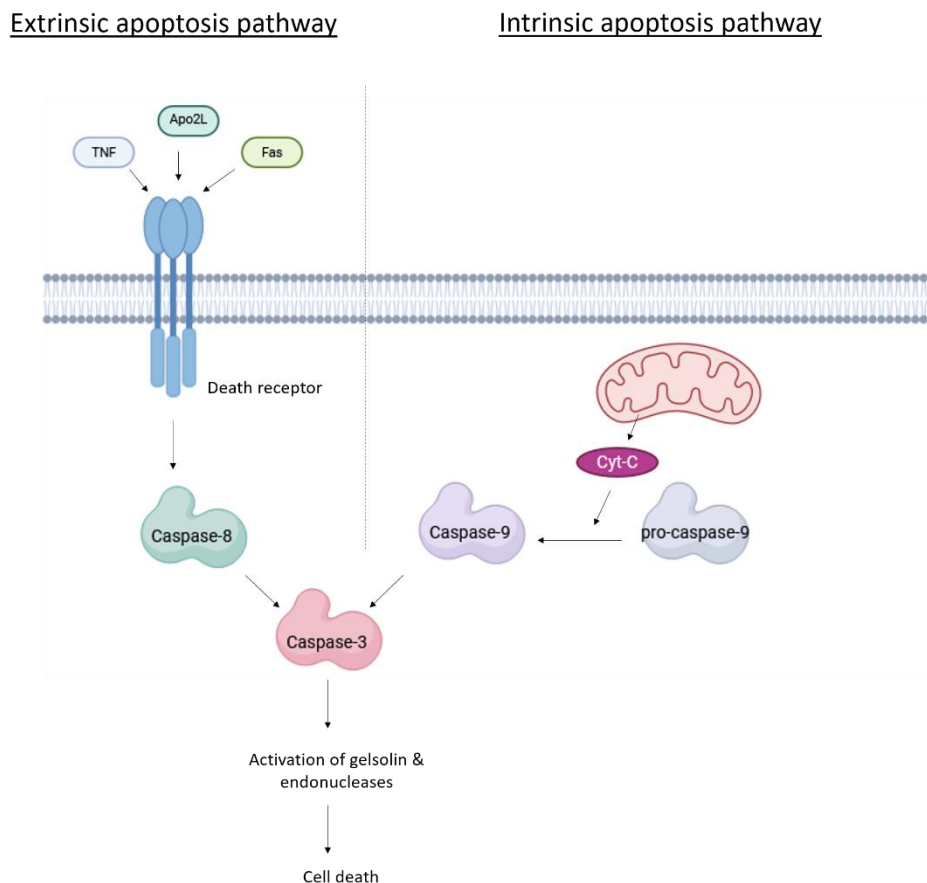 Extrinsic apoptosis pathway
Intrinsic apoptosis pathway
Apo2L
TNF
Fas
Death receptor
Cyt-C
Caspase-8
Caspase-9
pro-caspase-9
Caspase-3
Activation of gelsolin &
endonucleases
Cell death